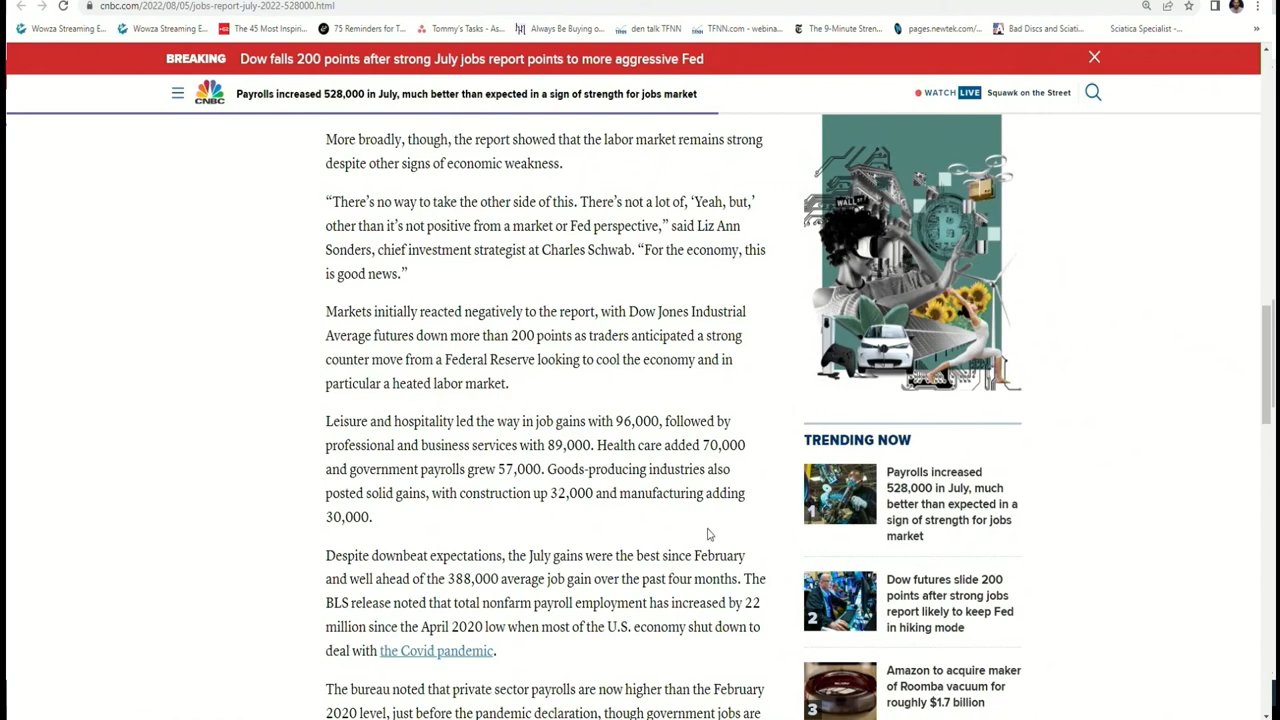 cnbc.com/2022/08/05/jobs-report-july-2022-528000.html
Wowza Streaming E...
Wowza Streaming E...
The 45 Most Inspiri...
75 Reminders for T...
Tommy's Tasks - As...
Always Be Buying o...
den talk TFNN
TFNN.com - webina...
The 9-Minute Stren...
pages.newtek.com/...
Bad Discs and Sciati...
Sciatica Specialist -...
BREAKING Dow falls 200 points after strong July jobs report points to more aggressive Fed
CNBC
Payrolls increased 528,000 in July, much better than expected in a sign of strength for jobs market
WATCH LIVE Squawk on the Street
More broadly, though, the report showed that the labor market remains strong
despite other signs of economic weakness.
“There’s no way to take the other side of this. There’s not a lot of, ‘Yeah, but,’
other than it’s not positive from a market or Fed perspective,” said Liz Ann
Sonders, chief investment strategist at Charles Schwab. “For the economy, this
is good news.”
Markets initially reacted negatively to the report, with Dow Jones Industrial
Average futures down more than 200 points as traders anticipated a strong
counter move from a Federal Reserve looking to cool the economy and in
particular a heated labor market.
Leisure and hospitality led the way in job gains with 96,000, followed by
professional and business services with 89,000. Health care added 70,000
and government payrolls grew 57,000. Goods-producing industries also
posted solid gains, with construction up 32,000 and manufacturing adding
30,000.
Despite downbeat expectations, the July gains were the best since February
and well ahead of the 388,000 average job gain over the past four months. The
BLS release noted that total nonfarm payroll employment has increased by 22
million since the April 2020 low when most of the U.S. economy shut down to
deal with the Covid pandemic.
The bureau noted that private sector payrolls are now higher than the February
2020 level, just before the pandemic declaration, though government jobs are
WALL
TRENDING NOW
1
Payrolls increased
528,000 in July, much
better than expected in a
sign of strength for jobs
market
2
Dow futures slide 200
points after strong jobs
report likely to keep Fed
in hiking mode
3
Amazon to acquire maker
of Roomba vacuum for
roughly $1.7 billion